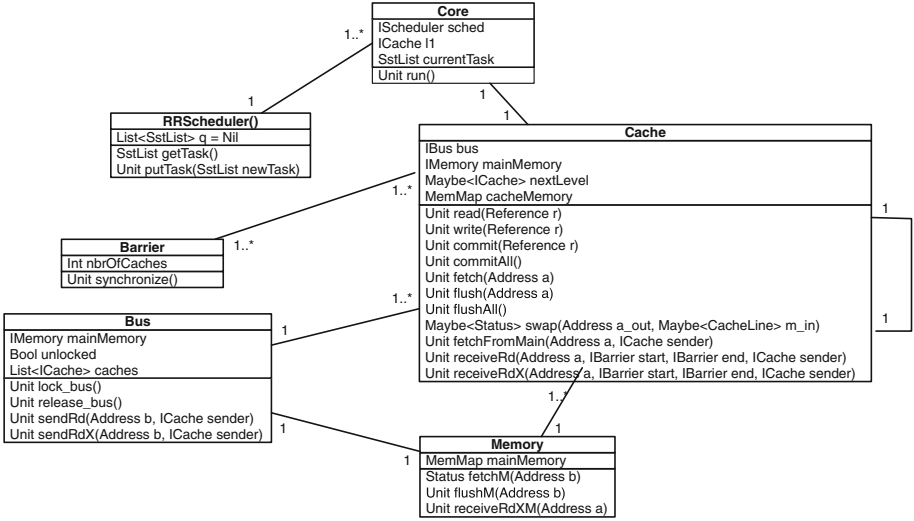 Core
IScheduler sched
ICache l1
SstList currentTask
Unit run()
1..*
1
1
1
RRScheduler()
List<SstList> q = Nil
SstList getTask()
Unit putTask(SstList newTask)
Cache
IBus bus
IMemory mainMemory
Maybe<ICache> nextLevel
MemMap cacheMemory
Unit read(Reference r)
Unit write(Reference r)
Unit commit(Reference r)
Unit commitAll()
Unit fetch(Address a)
Unit flush(Address a)
Unit flushAll()
Maybe<Status> swap(Address a_out, Maybe<CacheLine> m_in)
Unit fetchFromMain(Address a, ICache sender)
Unit receiveRd(Address a, IBarrier start, IBarrier end, ICache sender)
Unit receiveRdX(Address a, IBarrier start, IBarrier end, ICache sender)
1
1
1..*
1..*
Barrier
Int nbrOfCaches
Unit synchronize()
1..*
1
Bus
IMemory mainMemory
Bool unlocked
List<ICache> caches
Unit lock_bus()
Unit release_bus()
Unit sendRd(Address b, ICache sender)
Unit sendRdX(Address b, ICache sender)
1
1
1..*
1
Memory
MemMap mainMemory
Status fetchM(Address b)
Unit flushM(Address b)
Unit receiveRdXM(Address a)